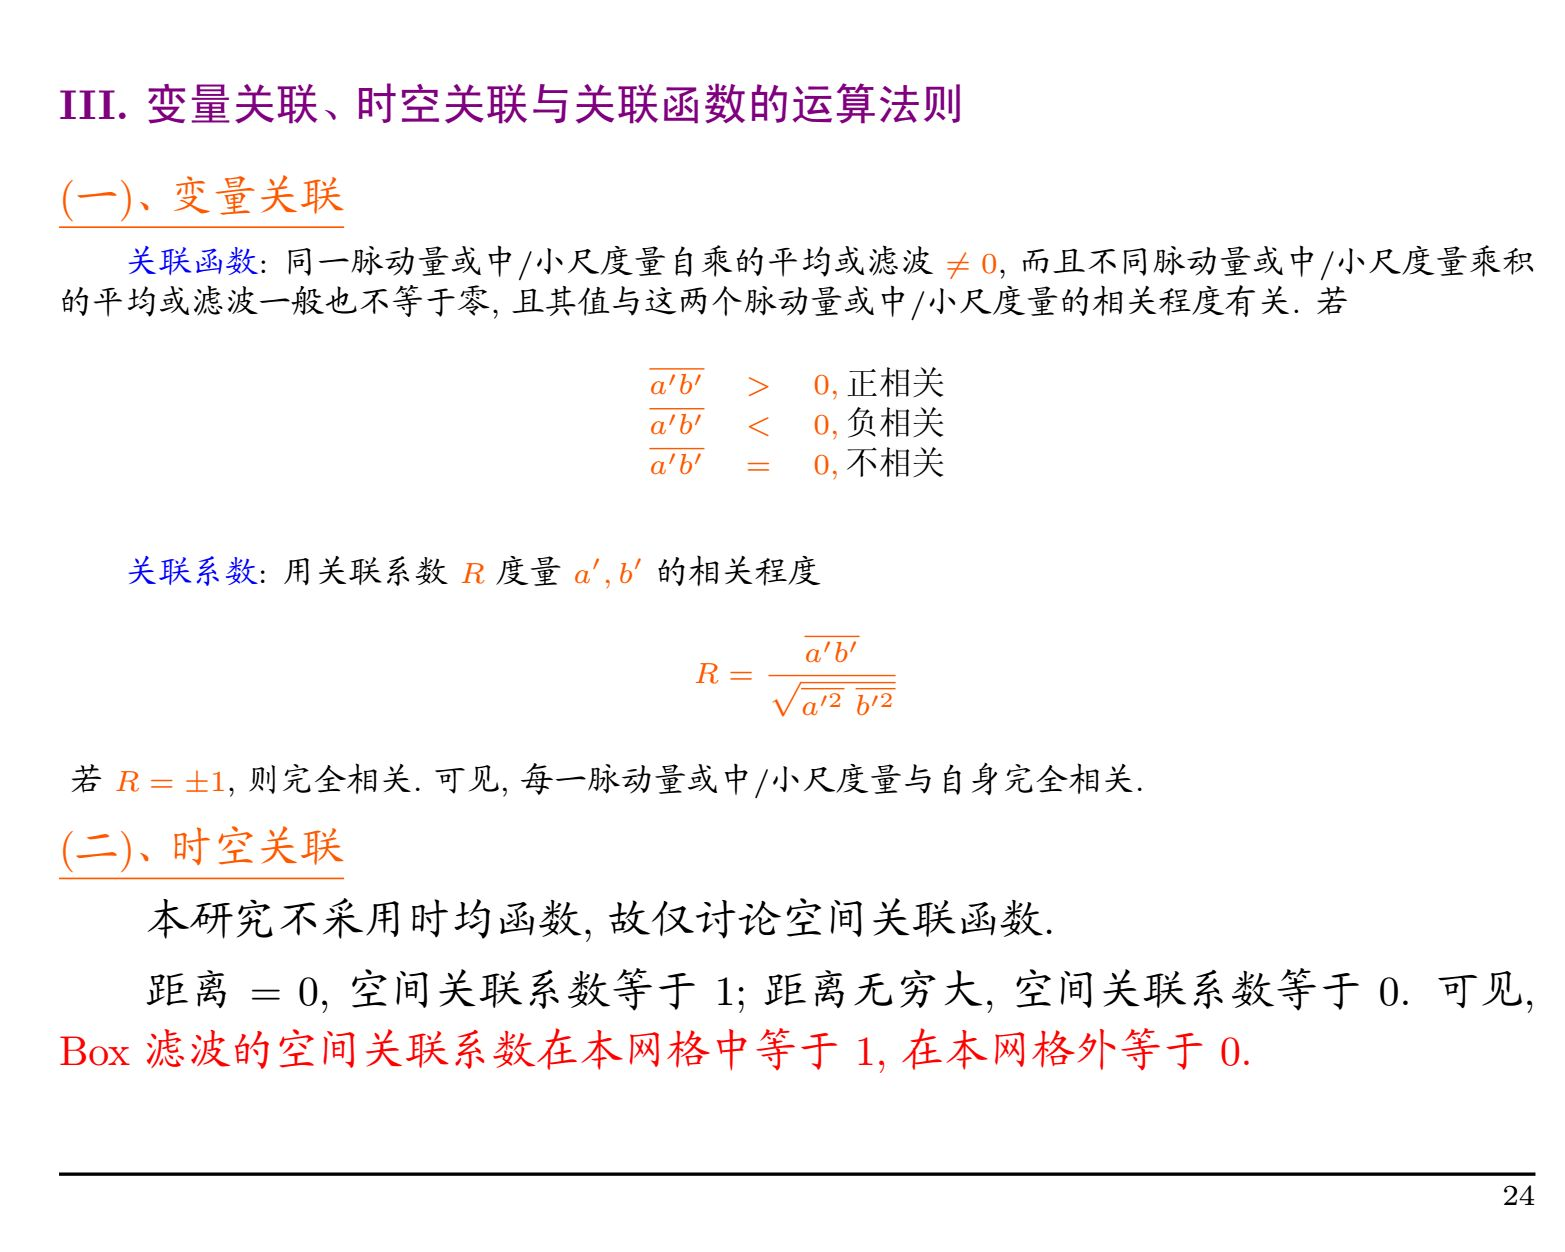 III. 变量关联、时空关联与关联函数的运算法则
(一)、变量关联
关联函数: 同一脉动量或中/小尺度量自乘的平均或滤波 ≠ 0, 而且不同脉动量或中/小尺度量乘积
的平均或滤波一般也不等于零, 且其值与这两个脉动量或中/小尺度量的相关程度有关. 若
$\overline{a'b'}$ > 0, 正相关
$\overline{a'b'}$ < 0, 负相关
$\overline{a'b'}$ = 0, 不相关
关联系数: 用关联系数 R 度量 a′, b′ 的相关程度
$R = \frac{\overline{a'b'}}{\sqrt{\overline{a'^2}\ \overline{b'^2}}}$
若 R = ±1, 则完全相关. 可见, 每一脉动量或中/小尺度量与自身完全相关.
(二)、时空关联
本研究不采用时均函数, 故仅讨论空间关联函数.
距离 = 0, 空间关联系数等于 1; 距离无穷大, 空间关联系数等于 0. 可见,
Box 滤波的空间关联系数在本网格中等于 1, 在本网格外等于 0.
24